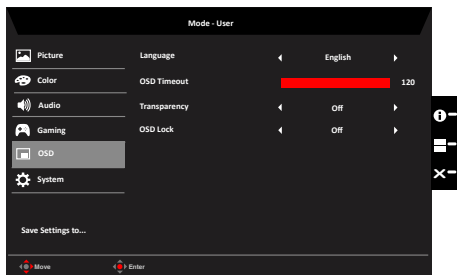 Mode - User
Picture
Language
English
Color
OSD Timeout
120
Audio
Transparency
Off
Gaming
OSD Lock
Off
OSD
System
Save Settings to...
Move
Enter